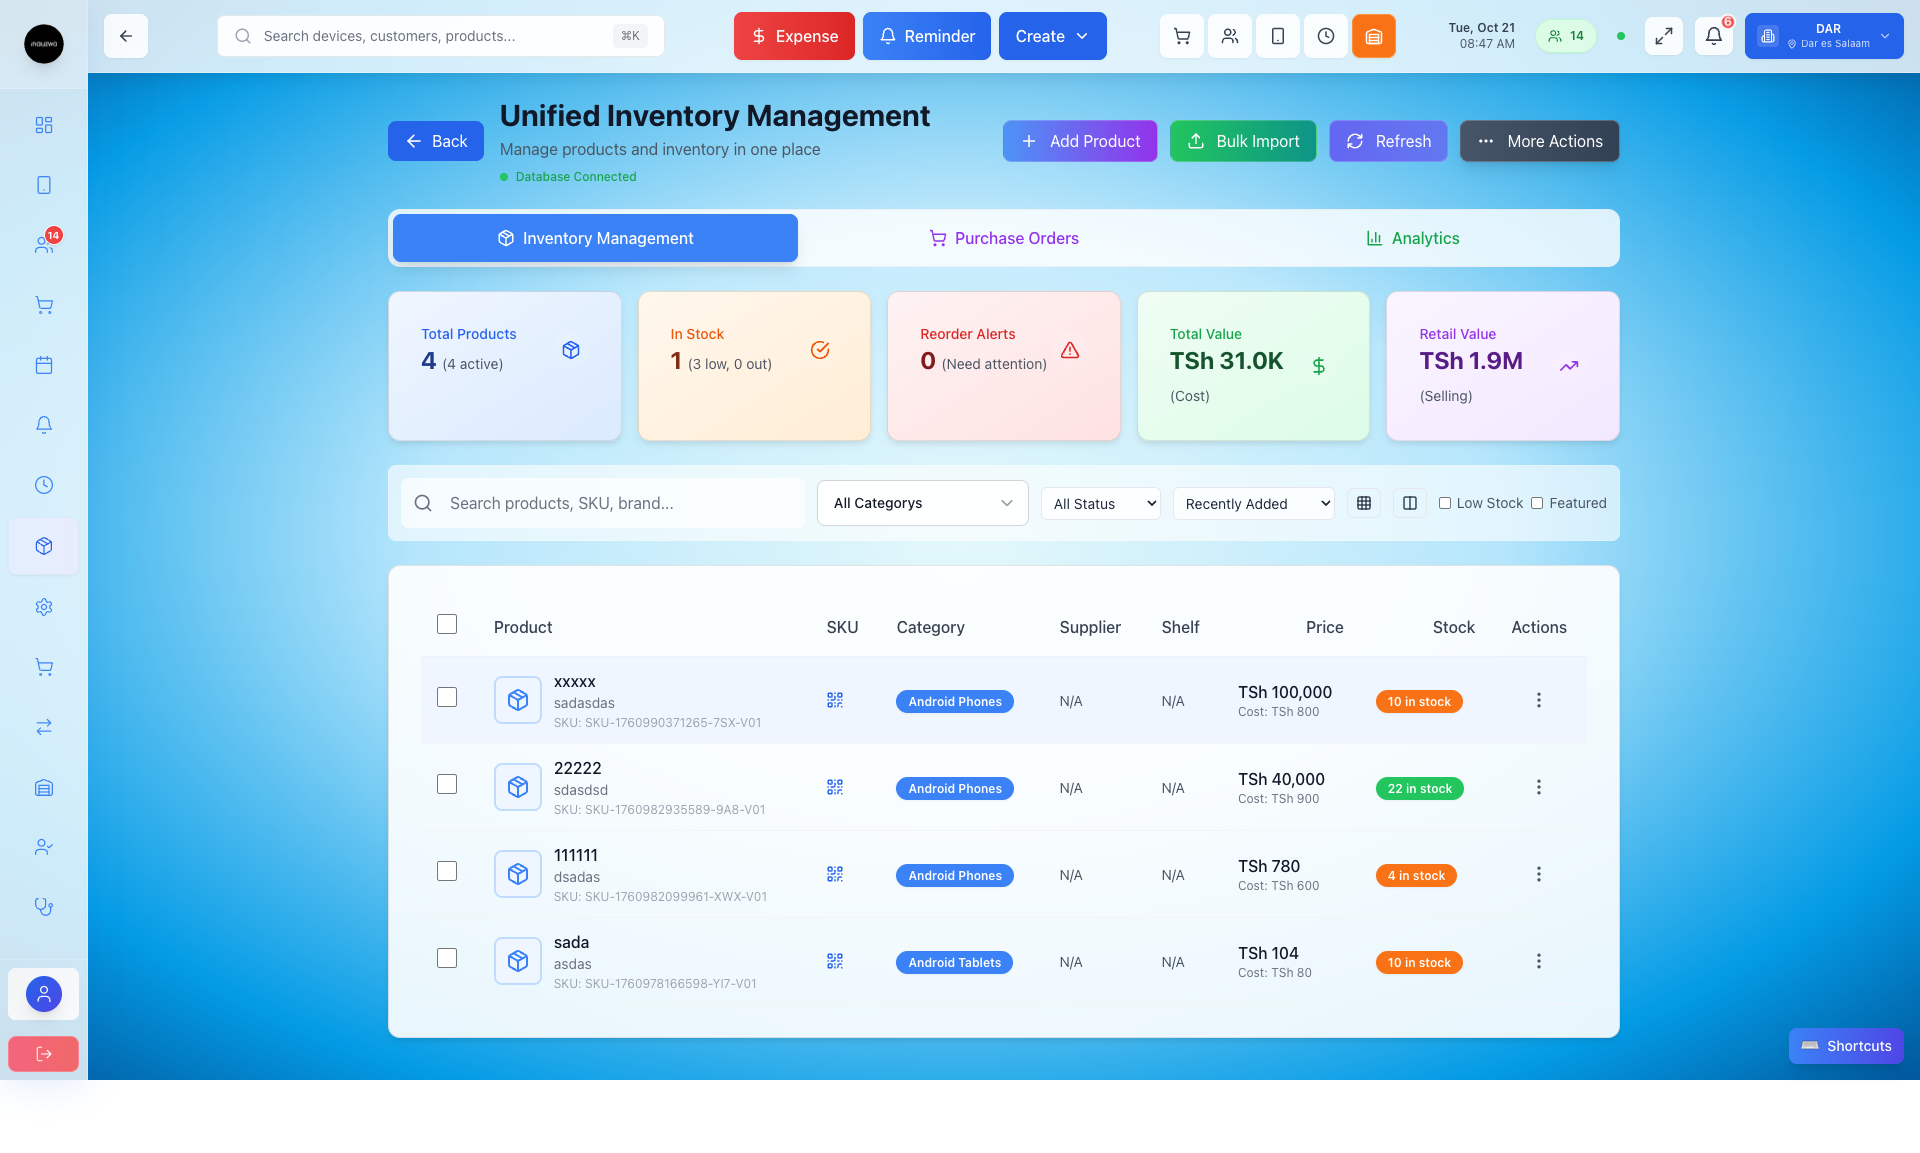 inauzwa
Search devices, customers, products...
⌘K
Expense
Reminder
Create
Tue, Oct 21
08:47 AM
14
6
DAR
Dar es Salaam
14
Back
Unified Inventory Management
Manage products and inventory in one place
Database Connected
Add Product
Bulk Import
Refresh
More Actions
Inventory Management
Purchase Orders
Analytics
Total Products
4 (4 active)
In Stock
1 (3 low, 0 out)
Reorder Alerts
0 (Need attention)
Total Value
TSh 31.0K
(Cost)
Retail Value
TSh 1.9M
(Selling)
Search products, SKU, brand...
All Categorys
All Status
Recently Added
Low Stock
Featured
Product SKU Category Supplier Shelf Price Stock Actions
xxxxx
sadasdas
SKU: SKU-1760990371265-7SX-V01
Android Phones
N/A
N/A
TSh 100,000
Cost: TSh 800
10 in stock
22222
sdasdsd
SKU: SKU-1760982935589-9A8-V01
Android Phones
N/A
N/A
TSh 40,000
Cost: TSh 900
22 in stock
111111
dsadas
SKU: SKU-1760982099961-XWX-V01
Android Phones
N/A
N/A
TSh 780
Cost: TSh 600
4 in stock
sada
asdas
SKU: SKU-1760978166598-YI7-V01
Android Tablets
N/A
N/A
TSh 104
Cost: TSh 80
10 in stock
Shortcuts